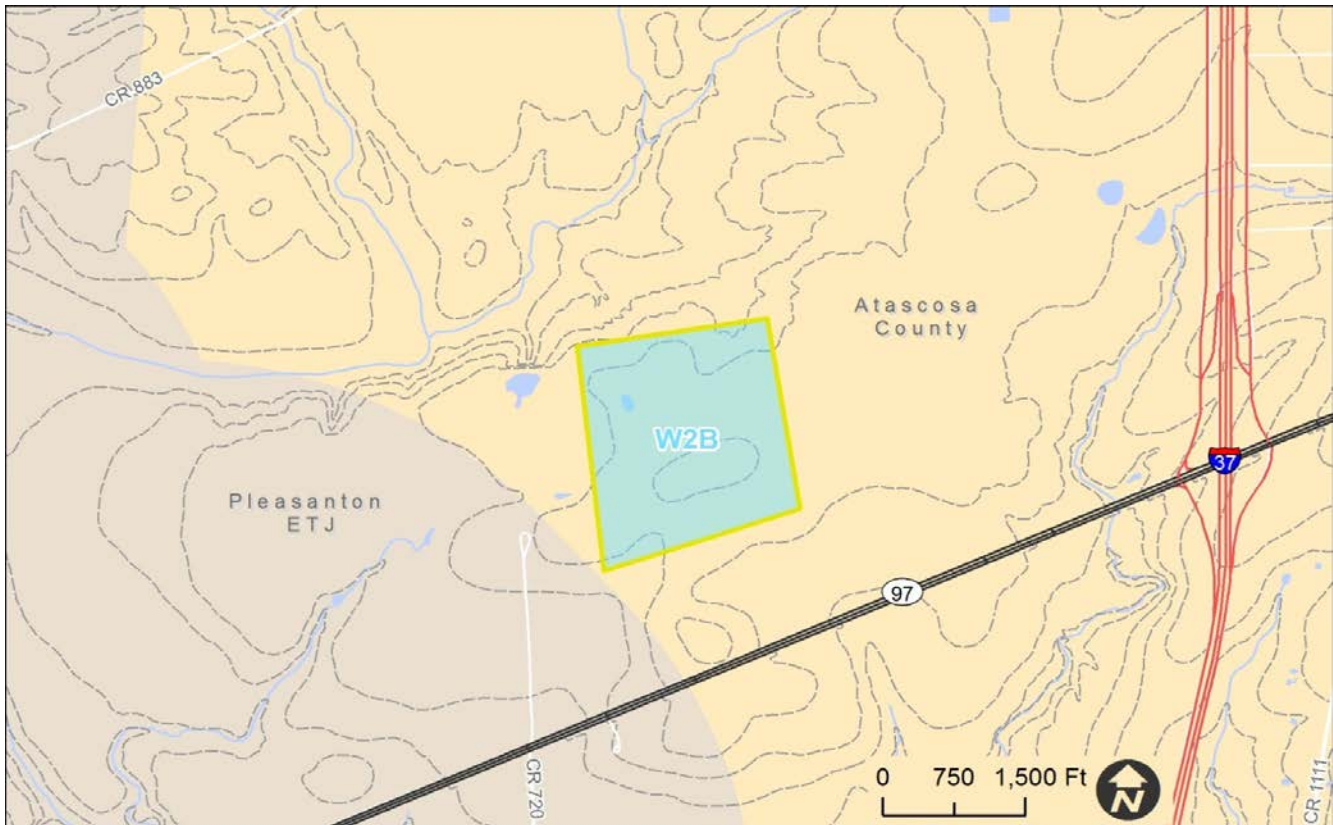 CR 883
Atascosa
County
W2B
37
Pleasanton
ETJ
97
CR 720
0 750 1,500 Ft
N
CR 1111